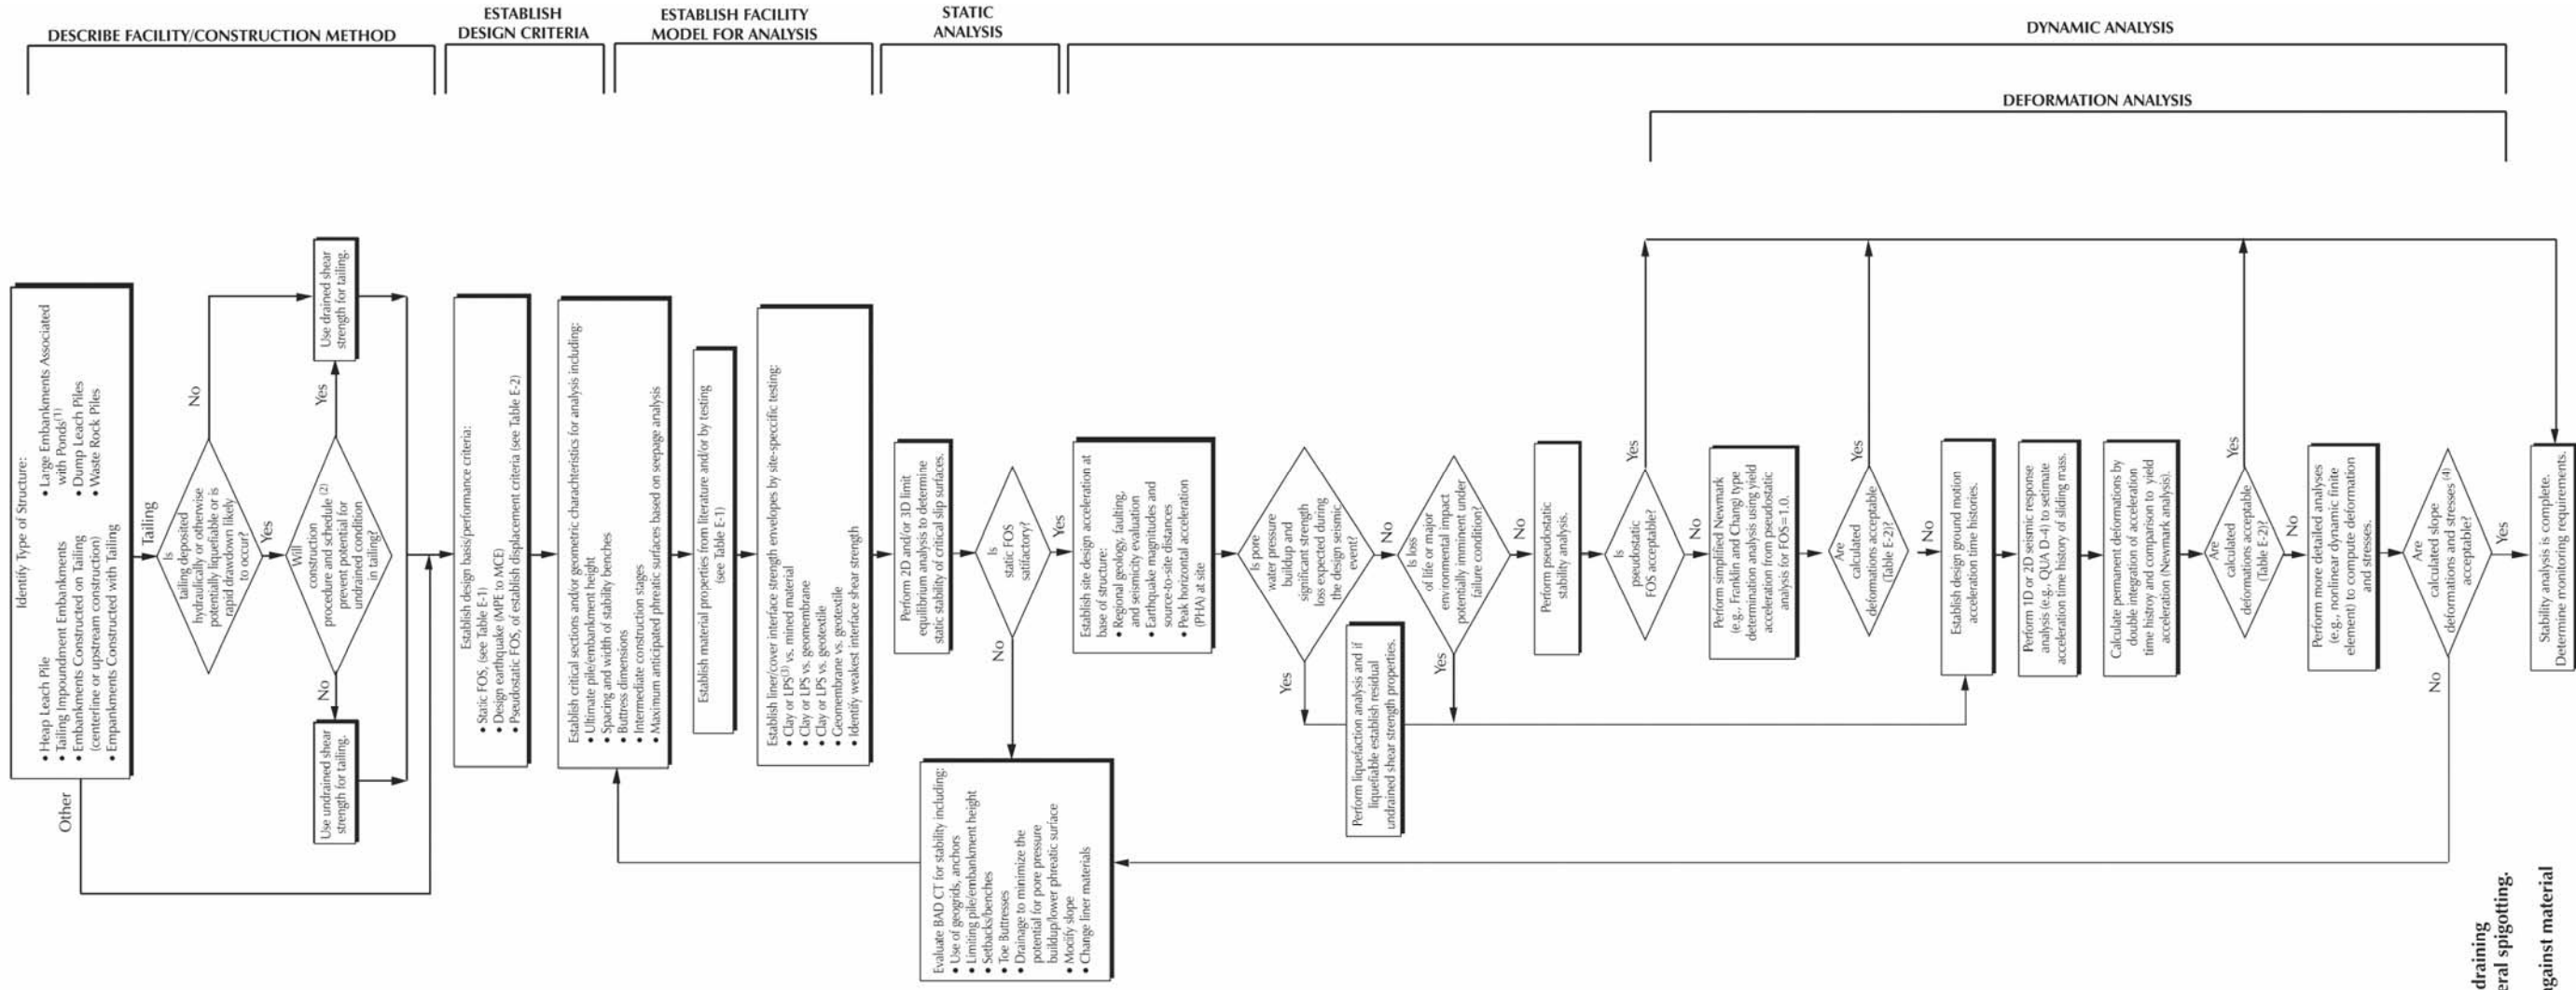 DESCRIBE FACILITY/CONSTRUCTION METHOD
ESTABLISH
DESIGN CRITERIA
ESTABLISH FACILITY
MODEL FOR ANALYSIS
STATIC
ANALYSIS
DYNAMIC ANALYSIS
DEFORMATION ANALYSIS
Identify Type of Structure:
• Heap Leach Pile
• Tailing Impoundment Embankments
• Embankments Constructed on Tailing
(centerline or upstream construction)
• Empankments Constructed with Tailing
• Large Embankments Associated
with Ponds(1)
• Dump Leach Piles
• Waste Rock Piles
Other
Tailing
Is
tailing deposited
hydraulically or otherwise
potentially liquefiable or is
rapid drawdown likely
to occur?
No
Yes
Will
construction
procedure and schedule (2)
prevent potential for
undrained condition
in tailing?
Yes
No
Use drained shear
strength for tailing.
Use undrained shear
strength for tailing.
Establish design basis/performance criteria:
• Static FOS, (see Table E-1)
• Design earthquake (MPE to MCE)
• Pseudostatic FOS, of establish displacement criteria (see Table E-2)
Establish critical sections and/or geometric charachteristics for analysis including:
• Ultimate pile/embankment height
• Spacing and width of stability benches
• Buttress dimensions
• Intermediate construction stages
• Maximum anticipated phreatic surfaces based on seepage analysis
Establish material properties from literature and/or by testing
(see Table E-1)
Establish liner/cover interface strength envelopes by site-speccific testing:
• Clay or LPS(3) vs. mined material
• Clay or LPS vs. geomembrane
• Clay or LPS vs. geotextile
• Geomembrane vs. geotextile
• Identify weakest interface shear strength
Perform 2D and/or 3D limit
equilibrium analysis to determine
static stability of critical slip surfaces.
Is
static FOS
satifactory?
No
Yes
Evaluate BAD CT for stability including:
• Use of geogrids, anchors
• Limiting pile/embankment height
• Setbacks/benches
• Toe Buttresses
• Drainage to minimize the
potential for pore pressure
buildup/lower phreatic surface
• Modify slope
• Change liner materials
Establish site design acceleration at
base of structure:
• Regional geology, faulting,
and seismicity evaluation
• Earthquake magnitudes and
source-to-site distances
• Peak horizontal acceleration
(PHA) at site
Is pore
water pressure
buildup and
significant strength
loss expected during
the design seismic
event?
Yes
No
Perform liquefaction analysis and if
liquefiable establish residual
undrained shear strength properties.
Is loss
of life or major
environmental impact
potentially imminent under
failure condition?
Yes
No
Perform pseudostatic
stability analysis.
Is
pseudostatic
FOS acceptable?
Yes
No
Perform simplified Newmark
(e.g., Franklin and Chang) type
determination analysis using yield
acceleration from pseudostatic
analysis for FOS=1.0.
Are
calculated
deformations acceptable
(Table E-2)?
Yes
No
Establish design ground motion
acceleration time histories.
Perform 1D or 2D seismic response
analysis (e.g., QUA D-4) to setimate
acceleration time history of sliding mass.
Calculate permanent deformations by
double integration of acceleration
time histroy and comparison to yield
acceleration (Newmark analysis).
Are
calculated
deformations acceptable
(Table E-2)?
Yes
No
Perform more detailed analyses
(e.g., nonlinear dynamic finite
element) to compute deformation
and stresses.
Are
calculated slope
deformations and stresses (4)
acceptable?
No
Yes
Stability analysis is complete.
Determine monitoring requirements.
draining
eral spigotting.
gainst material